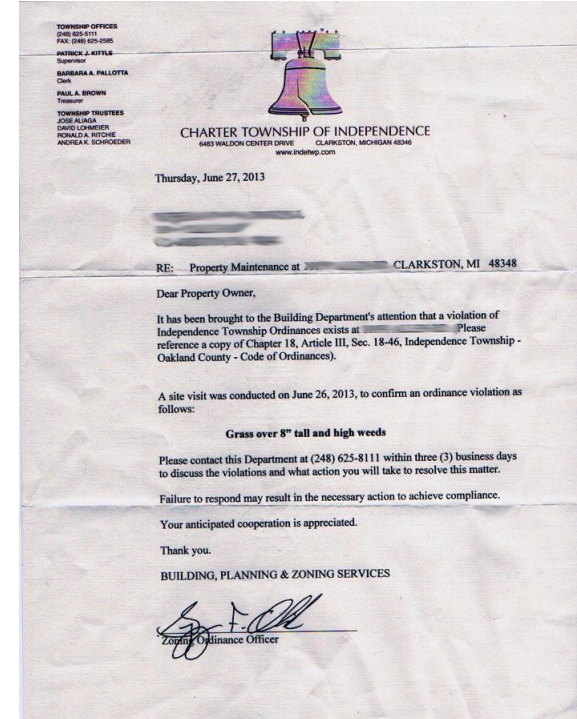 TOWNSHIP OFFICES
(248) 625-5111
FAX: (248) 625-2585
PATRICK J. KITTLE
Supervisor
BARBARA A. PALLOTTA
Clerk
PAUL A. BROWN
Treasurer
TOWNSHIP TRUSTEES
JOSE ALIAGA
DAVID LOHMEIER
RONALD A. RITCHIE
ANDREA K. SCHROEDER
CHARTER TOWNSHIP OF INDEPENDENCE
6483 WALDON CENTER DRIVE CLARKSTON, MICHIGAN 48346
www.indetwp.com
Thursday, June 27, 2013
RE: Property Maintenance at CLARKSTON, MI 48348
Dear Property Owner,
It has been brought to the Building Department's attention that a violation of
Independence Township Ordinances exists at Please
reference a copy of Chapter 18, Article III, Sec. 18-46, Independence Township -
Oakland County - Code of Ordinances).
A site visit was conducted on June 26, 2013, to confirm an ordinance violation as
follows:
Grass over 8” tall and high weeds
Please contact this Department at (248) 625-8111 within three (3) business days
to discuss the violations and what action you will take to resolve this matter.
Failure to respond may result in the necessary action to achieve compliance.
Your anticipated cooperation is appreciated.
Thank you.
BUILDING, PLANNING & ZONING SERVICES
Zoning Ordinance Officer